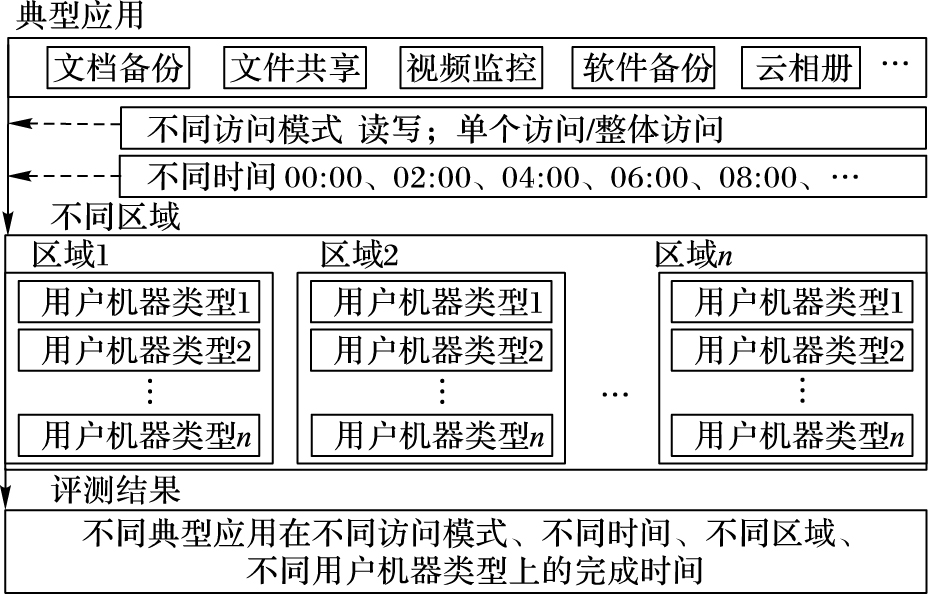 典型应用
文档备份 文件共享 视频监控 软件备份 云相册 …
不同访问模式 读写；单个访问/整体访问
不同时间 00:00、02:00、04:00、06:00、08:00、…
不同区域
区域1 区域2 区域n
用户机器类型1 用户机器类型1 用户机器类型1
用户机器类型2 用户机器类型2 用户机器类型2
⋮ ⋮ … ⋮
用户机器类型n 用户机器类型n 用户机器类型n
评测结果
不同典型应用在不同访问模式、不同时间、不同区域、
不同用户机器类型上的完成时间